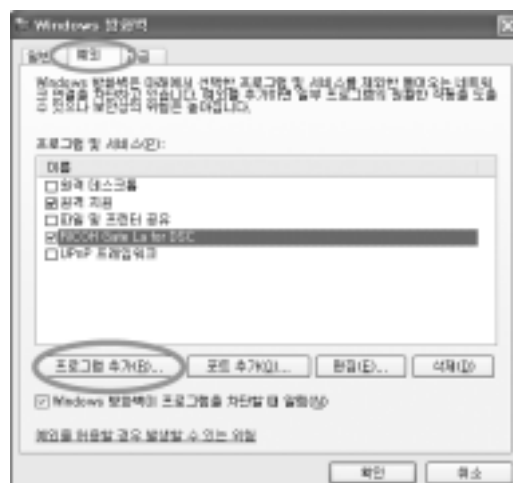 Windows 방화벽
일반 예외 고급
Windows 방화벽은 아래에서 선택한 프로그램 및 서비스를 제외한 들어오는 네트워
크 연결을 차단하고 있습니다. 예외를 추가하면 일부 프로그램의 원활한 작동을 도울
수 있으나 보안상의 위험은 높아집니다.
프로그램 및 서비스(P):
이름
원격 데스크톱
원격 지원
파일 및 프린터 공유
RICOH Gate La for DSC
UPnP 프레임워크
프로그램 추가(R)... 포트 추가(O)... 편집(E)... 삭제(D)
Windows 방화벽이 프로그램을 차단할 때 알림(N)
예외를 허용할 경우 발생할 수 있는 위험
확인 취소